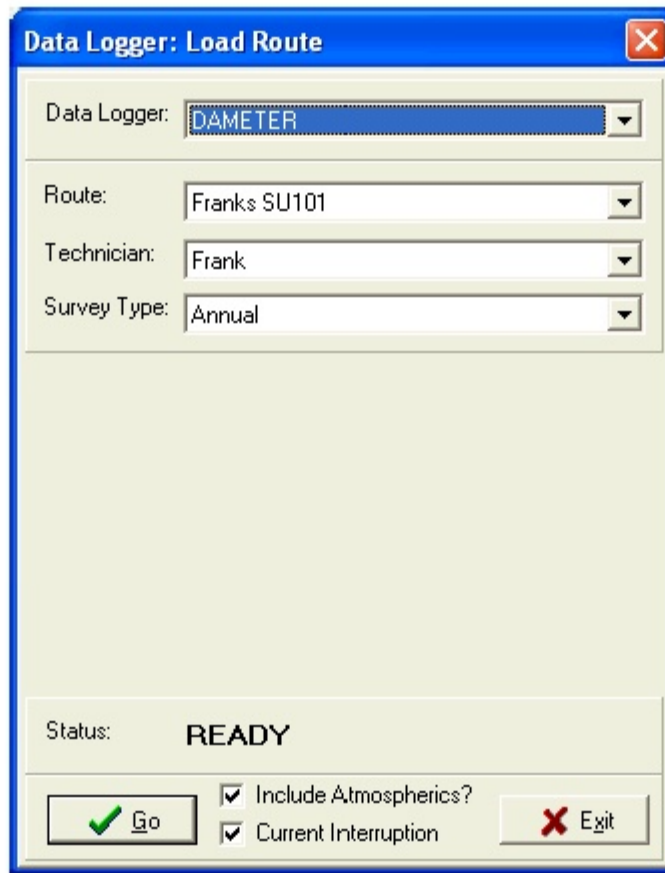 Data Logger: Load Route
Data Logger: DAMETER
Route: Franks SU101
Technician: Frank
Survey Type: Annual
Status: READY
Go
Include Atmospherics?
Current Interruption
Exit